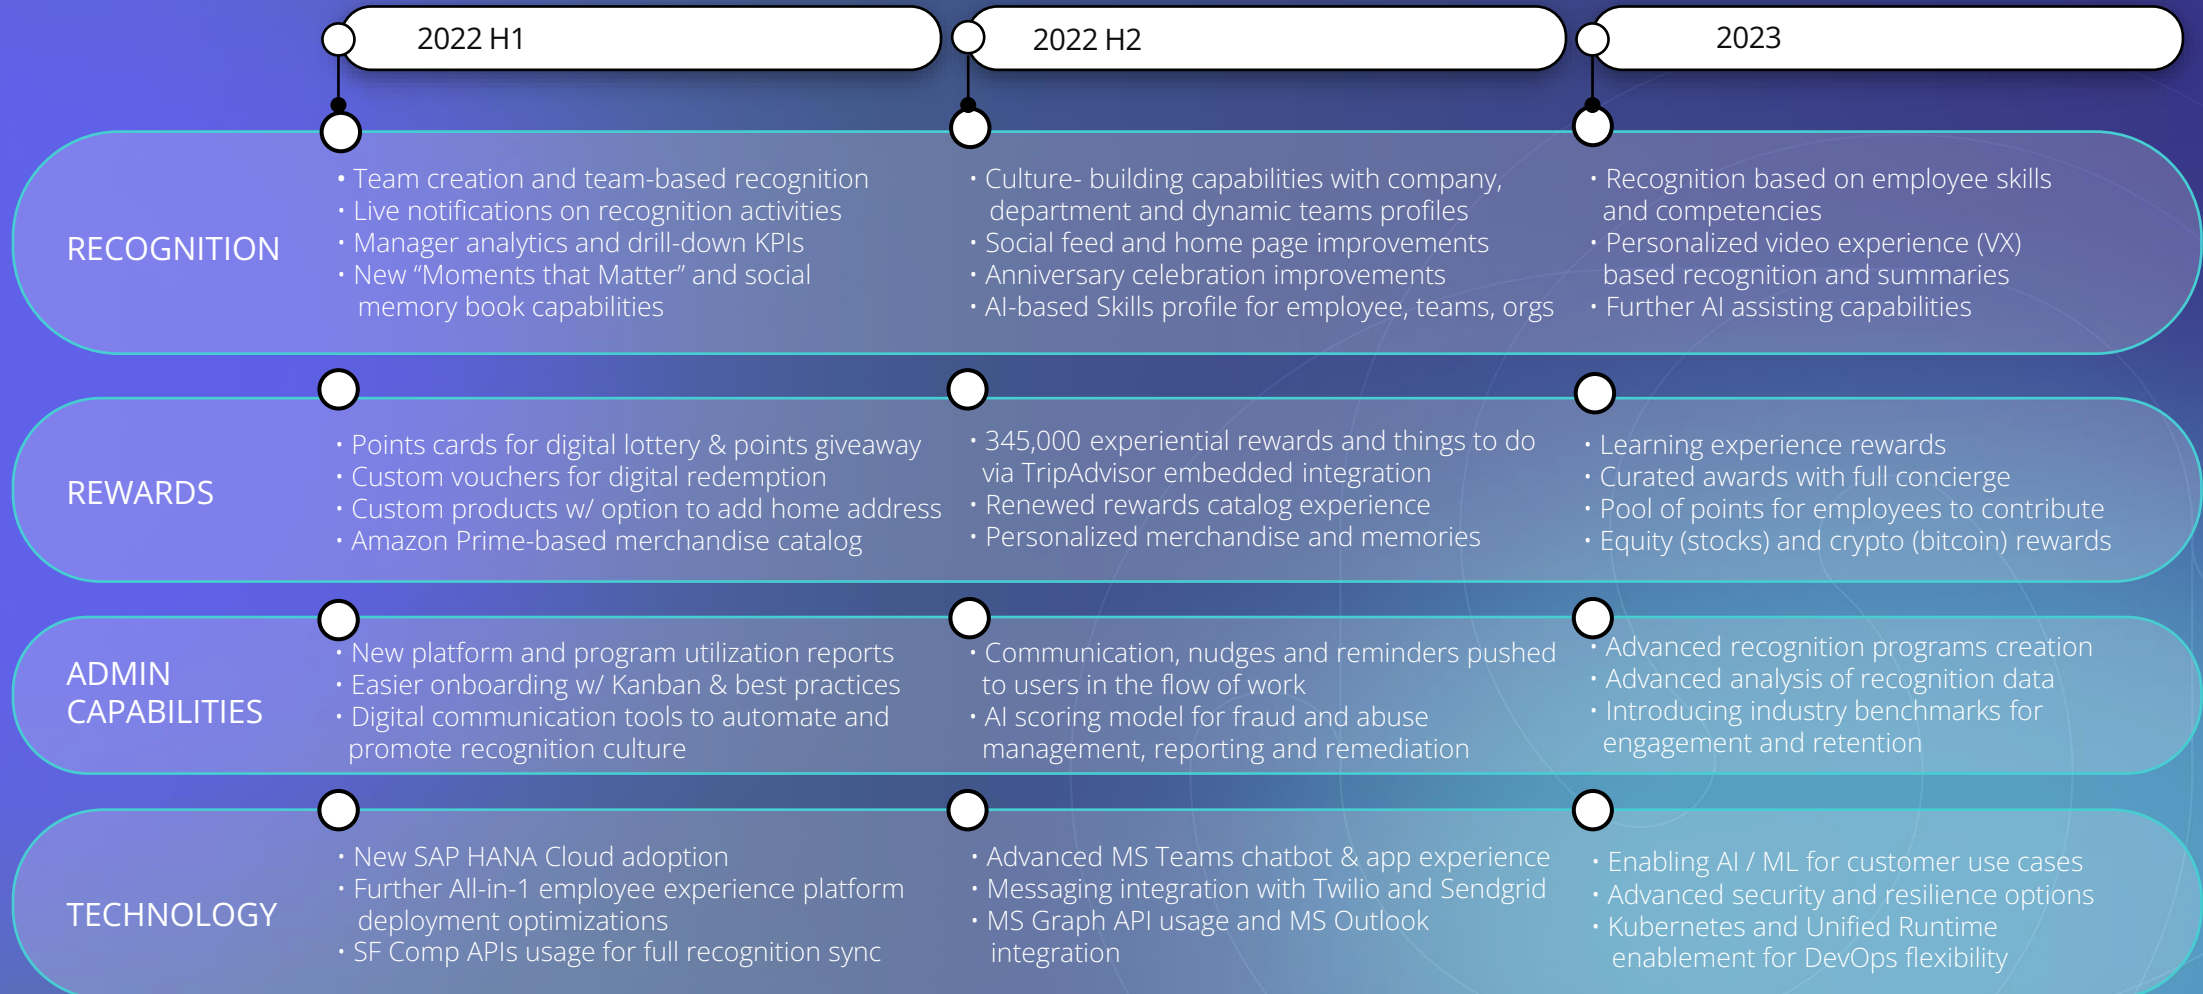 2022 H1
2022 H2
2023
RECOGNITION
• Team creation and team-based recognition
• Live notifications on recognition activities
• Manager analytics and drill-down KPIs
• New “Moments that Matter” and social
memory book capabilities
• Culture- building capabilities with company,
department and dynamic teams profiles
• Social feed and home page improvements
• Anniversary celebration improvements
• AI-based Skills profile for employee, teams, orgs
• Recognition based on employee skills
and competencies
• Personalized video experience (VX)
based recognition and summaries
• Further AI assisting capabilities
REWARDS
• Points cards for digital lottery & points giveaway
• Custom vouchers for digital redemption
• Custom products w/ option to add home address
• Amazon Prime-based merchandise catalog
• 345,000 experiential rewards and things to do
via TripAdvisor embedded integration
• Renewed rewards catalog experience
• Personalized merchandise and memories
• Learning experience rewards
• Curated awards with full concierge
• Pool of points for employees to contribute
• Equity (stocks) and crypto (bitcoin) rewards
ADMIN
CAPABILITIES
• New platform and program utilization reports
• Easier onboarding w/ Kanban & best practices
• Digital communication tools to automate and
promote recognition culture
• Communication, nudges and reminders pushed
to users in the flow of work
• AI scoring model for fraud and abuse
management, reporting and remediation
• Advanced recognition programs creation
• Advanced analysis of recognition data
• Introducing industry benchmarks for
engagement and retention
TECHNOLOGY
• New SAP HANA Cloud adoption
• Further All-in-1 employee experience platform
deployment optimizations
• SF Comp APIs usage for full recognition sync
• Advanced MS Teams chatbot & app experience
• Messaging integration with Twilio and Sendgrid
• MS Graph API usage and MS Outlook
integration
• Enabling AI / ML for customer use cases
• Advanced security and resilience options
• Kubernetes and Unified Runtime
enablement for DevOps flexibility